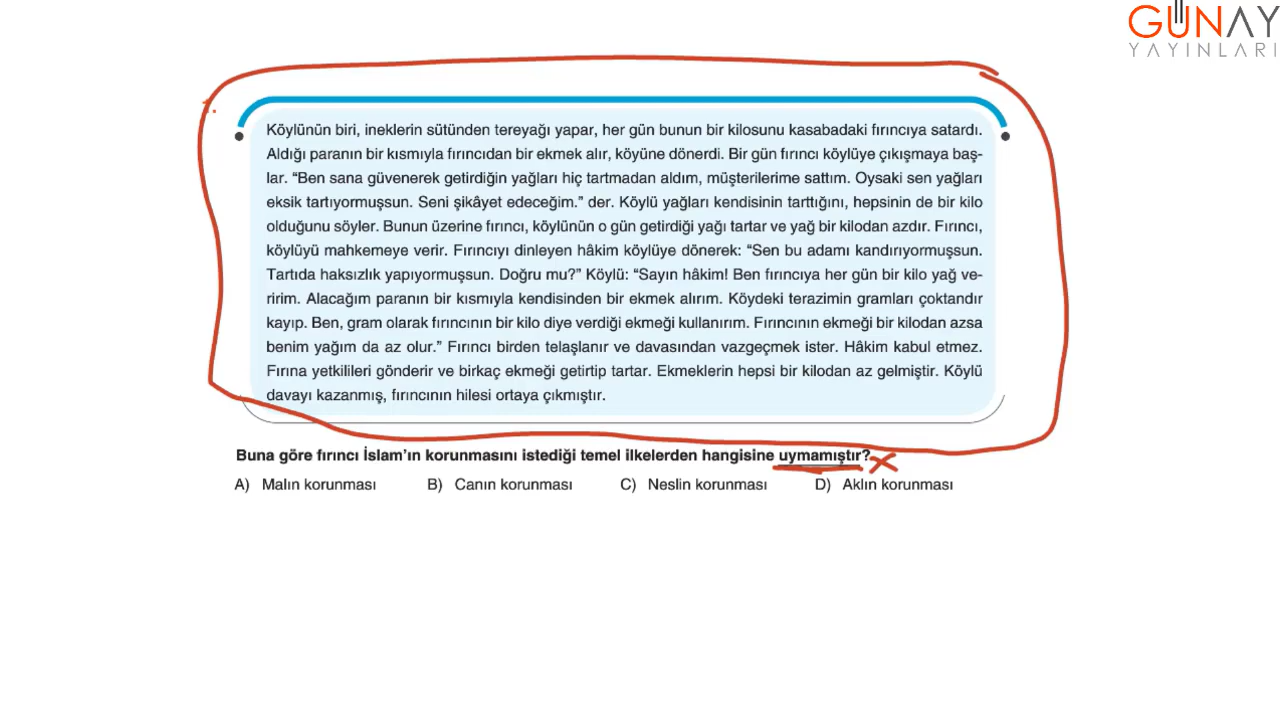 GÜNAY
YAYINLARI
1.
Köylünün biri, ineklerin sütünden tereyağı yapar, her gün bunun bir kilosunu kasabadaki fırıncıya satardı.
Aldığı paranın bir kısmıyla fırıncıdan bir ekmek alır, köyüne dönerdi. Bir gün fırıncı köylüye çıkışmaya baş-
lar. “Ben sana güvenerek getirdiğin yağları hiç tartmadan aldım, müşterilerime sattım. Oysaki sen yağları
eksik tartıyormuşsun. Seni şikâyet edeceğim.” der. Köylü yağları kendisinin tarttığını, hepsinin de bir kilo
olduğunu söyler. Bunun üzerine fırıncı, köylünün o gün getirdiği yağı tartar ve yağ bir kilodan azdır. Fırıncı,
köylüyü mahkemeye verir. Fırıncıyı dinleyen hâkim köylüye dönerek: “Sen bu adamı kandırıyormuşsun.
Tartıda haksızlık yapıyormuşsun. Doğru mu?” Köylü: “Sayın hâkim! Ben fırıncıya her gün bir kilo yağ ve-
ririm. Alacağım paranın bir kısmıyla kendisinden bir ekmek alırım. Köydeki terazimin gramları çoktandır
kayıp. Ben, gram olarak fırıncının bir kilo diye verdiği ekmeği kullanırım. Fırıncının ekmeği bir kilodan azsa
benim yağım da az olur.” Fırıncı birden telaşlanır ve davasından vazgeçmek ister. Hâkim kabul etmez.
Fırına yetkilileri gönderir ve birkaç ekmeği getirtip tartar. Ekmeklerin hepsi bir kilodan az gelmiştir. Köylü
davayı kazanmış, fırıncının hilesi ortaya çıkmıştır.
Buna göre fırıncı İslam’ın korunmasını istediği temel ilkelerden hangisine uymamıştır?
A) Malın korunması B) Canın korunması C) Neslin korunması D) Aklın korunması